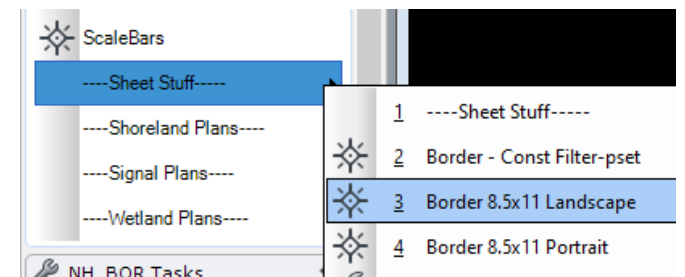 ScaleBars
----Sheet Stuff-----
----Shoreland Plans----
----Signal Plans----
----Wetland Plans----
NH_BOR Tasks
1 ----Sheet Stuff-----
2 Border - Const Filter-pset
3 Border 8.5x11 Landscape
4 Border 8.5x11 Portrait